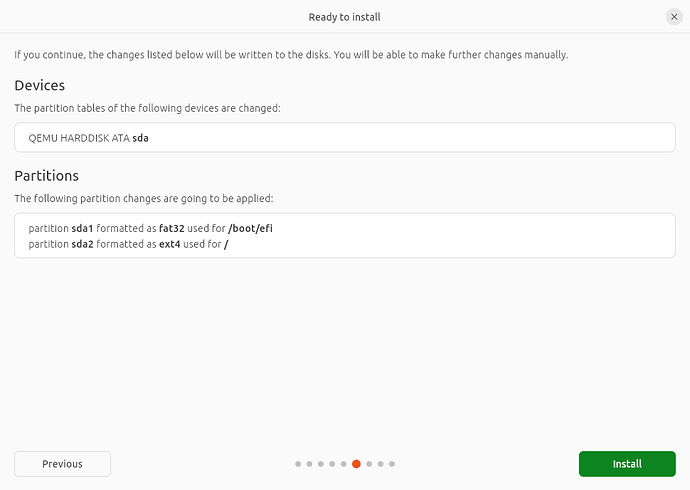 Ready to install
If you continue, the changes listed below will be written to the disks. You will be able to make further changes manually.
Devices
The partition tables of the following devices are changed:
QEMU HARDDISK ATA sda
Partitions
The following partition changes are going to be applied:
partition sda1 formatted as fat32 used for /boot/efi
partition sda2 formatted as ext4 used for /
Previous
Install